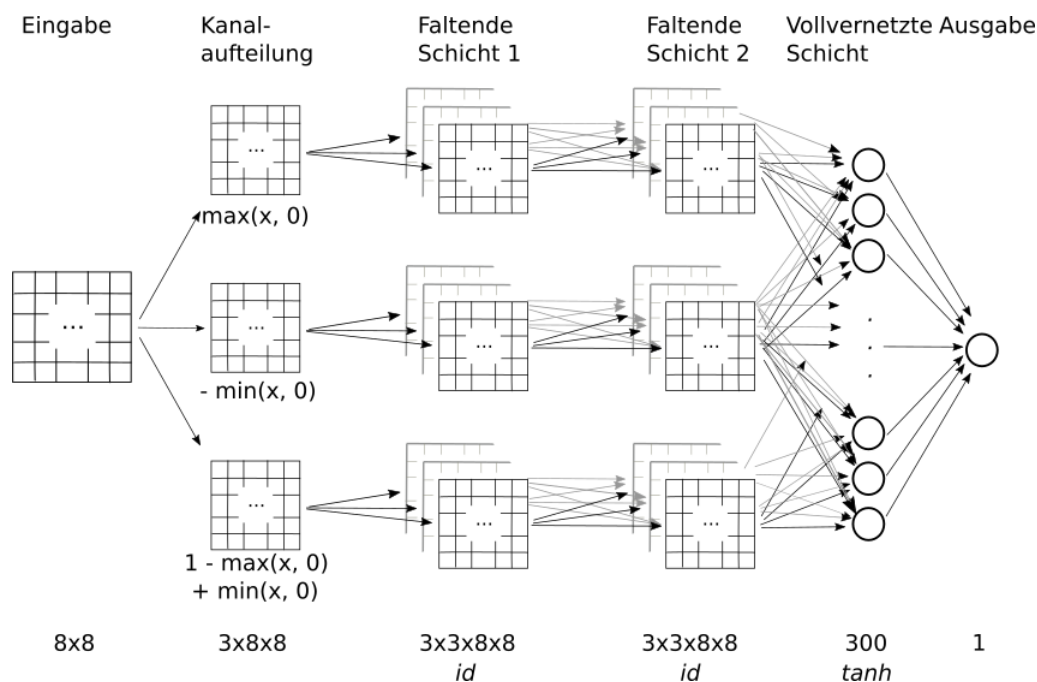 Eingabe
Kanal-
aufteilung
Faltende
Schicht 1
Faltende
Schicht 2
Vollvernetzte
Schicht
Ausgabe
...
...
...
max(x, 0)
...
...
...
...
- min(x, 0)
...
...
...
1 - max(x, 0)
+ min(x, 0)
8x8
3x8x8
3x3x8x8
id
3x3x8x8
id
300
tanh
1